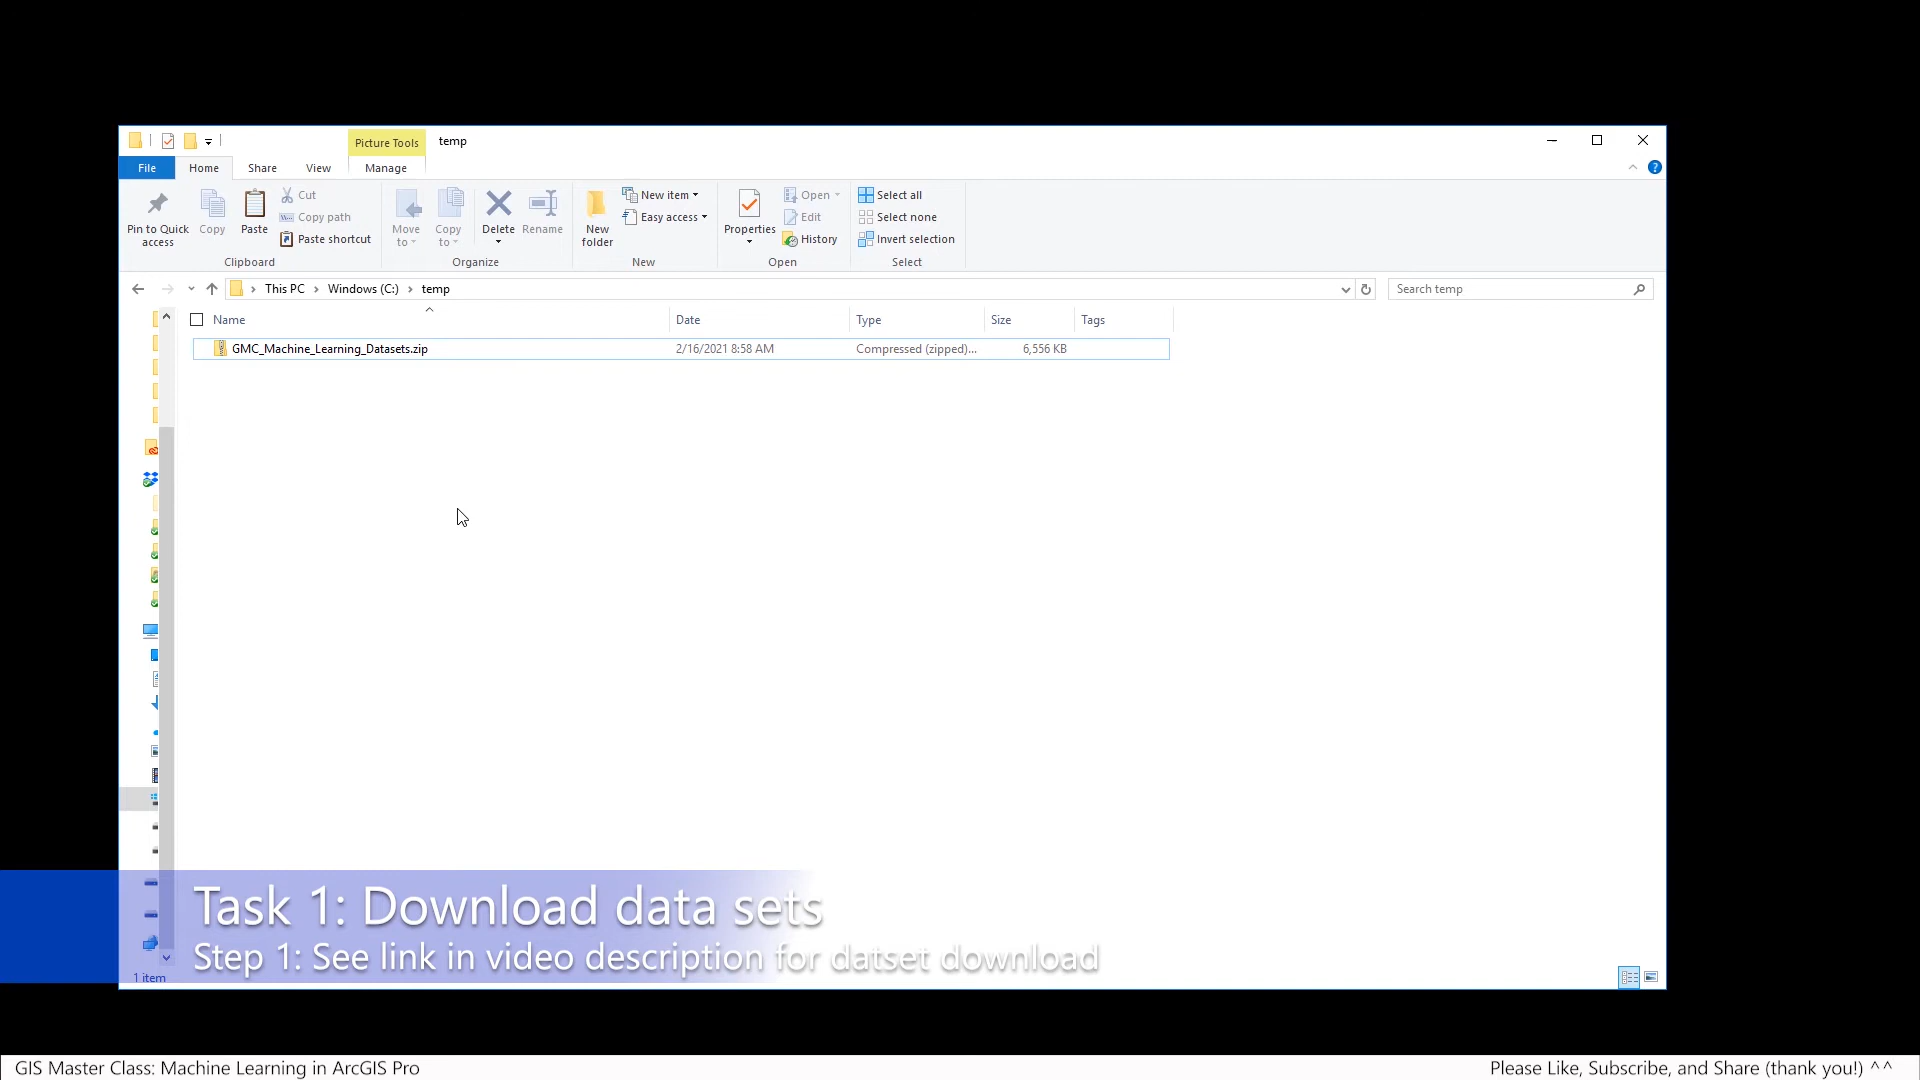 Picture Tools temp
File Home Share View Manage
Pin to Quick access
Copy
Paste
Cut
Copy path
Paste shortcut
Clipboard
Move to
Copy to
Delete
Rename
Organize
New folder
New item
Easy access
New
Properties
Open
Edit
History
Open
Select all
Select none
Invert selection
Select
This PC > Windows (C:) > temp
Search temp
Name Date Type Size Tags
GMC_Machine_Learning_Datasets.zip 2/16/2021 8:58 AM Compressed (zipped)... 6,556 KB
Task 1: Download data sets
Step 1: See link in video description for datset download
1 item
GIS Master Class: Machine Learning in ArcGIS Pro
Please Like, Subscribe, and Share (thank you!) ^^